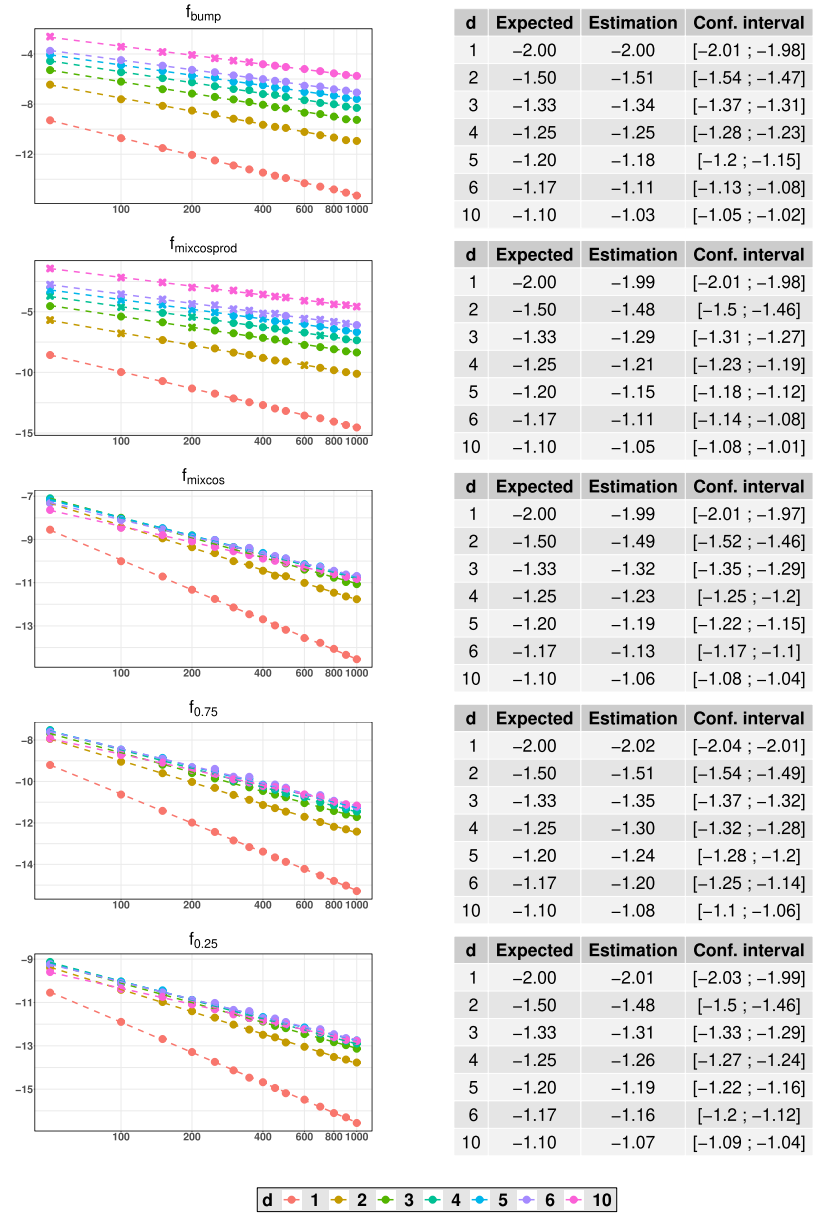 f_bump
−4
−8
−12
100 200 400 600 800 1000
d Expected Estimation Conf. interval
1 −2.00 −2.00 [−2.01 ; −1.98]
2 −1.50 −1.51 [−1.54 ; −1.47]
3 −1.33 −1.34 [−1.37 ; −1.31]
4 −1.25 −1.25 [−1.28 ; −1.23]
5 −1.20 −1.18 [−1.2 ; −1.15]
6 −1.17 −1.11 [−1.13 ; −1.08]
10 −1.10 −1.03 [−1.05 ; −1.02]
f_mixcosprod
−5
−10
−15
100 200 400 600 800 1000
d Expected Estimation Conf. interval
1 −2.00 −1.99 [−2.01 ; −1.98]
2 −1.50 −1.48 [−1.5 ; −1.46]
3 −1.33 −1.29 [−1.31 ; −1.27]
4 −1.25 −1.21 [−1.23 ; −1.19]
5 −1.20 −1.15 [−1.18 ; −1.12]
6 −1.17 −1.11 [−1.14 ; −1.08]
10 −1.10 −1.05 [−1.08 ; −1.01]
f_mixcos
−7
−9
−11
−13
100 200 400 600 800 1000
d Expected Estimation Conf. interval
1 −2.00 −1.99 [−2.01 ; −1.97]
2 −1.50 −1.49 [−1.52 ; −1.46]
3 −1.33 −1.32 [−1.35 ; −1.29]
4 −1.25 −1.23 [−1.25 ; −1.2]
5 −1.20 −1.19 [−1.22 ; −1.15]
6 −1.17 −1.13 [−1.17 ; −1.1]
10 −1.10 −1.06 [−1.08 ; −1.04]
f_0.75
−8
−10
−12
−14
100 200 400 600 800 1000
d Expected Estimation Conf. interval
1 −2.00 −2.02 [−2.04 ; −2.01]
2 −1.50 −1.51 [−1.54 ; −1.49]
3 −1.33 −1.35 [−1.37 ; −1.32]
4 −1.25 −1.30 [−1.32 ; −1.28]
5 −1.20 −1.24 [−1.28 ; −1.2]
6 −1.17 −1.20 [−1.25 ; −1.14]
10 −1.10 −1.08 [−1.1 ; −1.06]
f_0.25
−9
−11
−13
−15
100 200 400 600 800 1000
d Expected Estimation Conf. interval
1 −2.00 −2.01 [−2.03 ; −1.99]
2 −1.50 −1.48 [−1.5 ; −1.46]
3 −1.33 −1.31 [−1.33 ; −1.29]
4 −1.25 −1.26 [−1.27 ; −1.24]
5 −1.20 −1.19 [−1.22 ; −1.16]
6 −1.17 −1.16 [−1.2 ; −1.12]
10 −1.10 −1.07 [−1.09 ; −1.04]
d 1 2 3 4 5 6 10